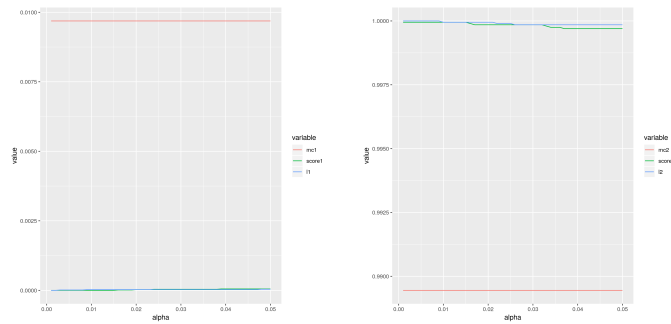 0.0100
0.0075
0.0050
0.0025
0.0000
value
0.00
0.01
0.02
0.03
0.04
0.05
alpha
variable
mc1
score1
l1
1.0000
0.9975
0.9950
0.9925
0.9900
value
0.00
0.01
0.02
0.03
0.04
0.05
alpha
variable
mc2
score
l2